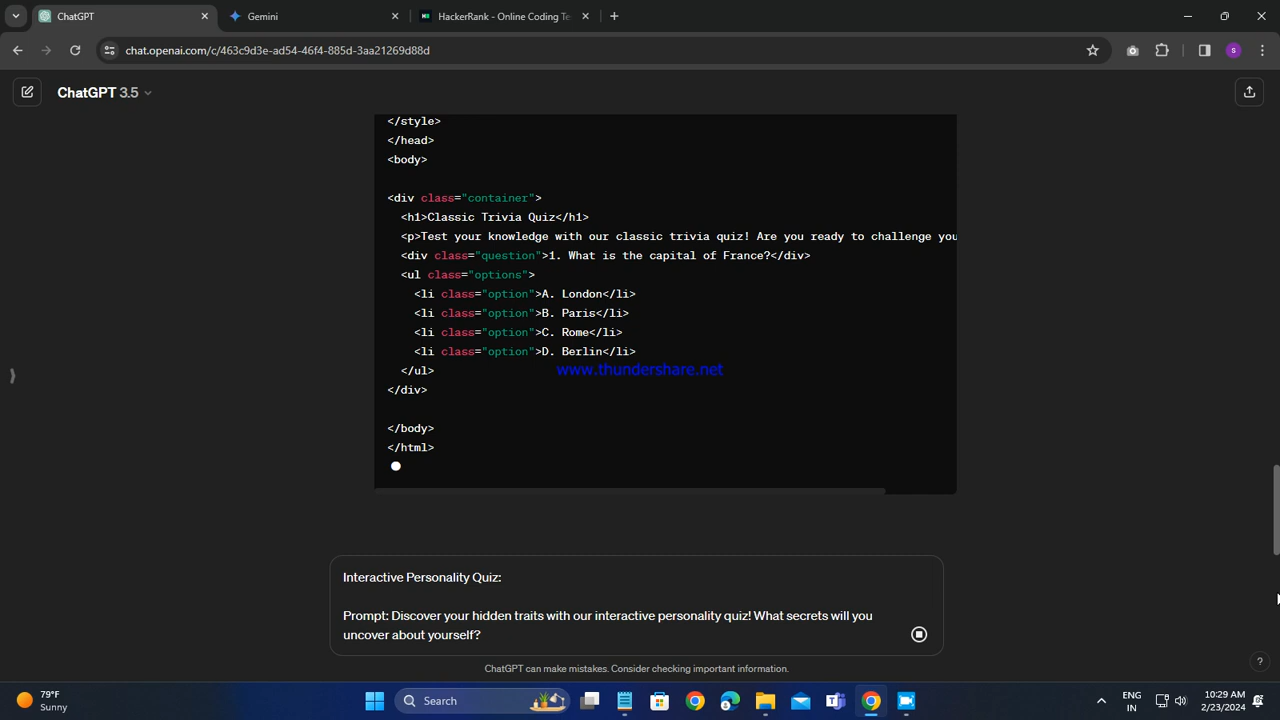 ChatGPT
Gemini
HackerRank - Online Coding Te
chat.openai.com/c/463c9d3e-ad54-46f4-885d-3aa21269d88d
S
ChatGPT 3.5
</style>
</head>
<body>
<div class="container">
<h1>Classic Trivia Quiz</h1>
<p>Test your knowledge with our classic trivia quiz! Are you ready to challenge you
<div class="question">1. What is the capital of France?</div>
<ul class="options">
<li class="option">A. London</li>
<li class="option">B. Paris</li>
<li class="option">C. Rome</li>
<li class="option">D. Berlin</li>
</ul>
www.thundershare.net
</div>
</body>
</html>
Interactive Personality Quiz:
Prompt: Discover your hidden traits with our interactive personality quiz! What secrets will you
uncover about yourself?
ChatGPT can make mistakes. Consider checking important information.
?
79°F
Sunny
Search
ENG
IN
10:29 AM
2/23/2024